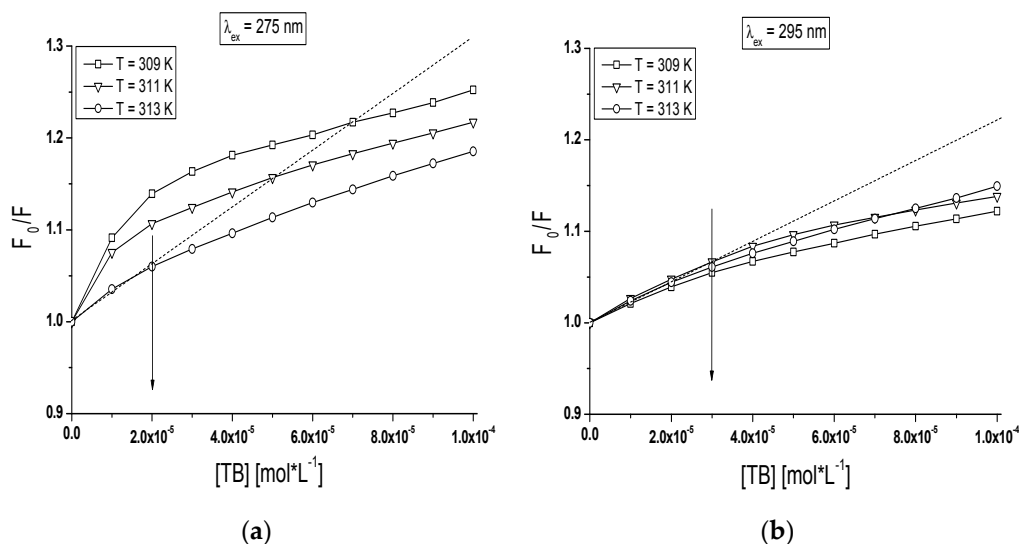 λex = 275 nm
1.3
T = 309 K
T = 311 K
T = 313 K
1.2
F0/F
1.1
1.0
0.9
0.0 2.0x10-5 4.0x10-5 6.0x10-5 8.0x10-5 1.0x10-4
[TB] [mol*L-1]
(a)
λex = 295 nm
1.3
T = 309 K
T = 311 K
T = 313 K
1.2
F0/F
1.1
1.0
0.9
0.0 2.0x10-5 4.0x10-5 6.0x10-5 8.0x10-5 1.0x10-4
[TB] [mol*L-1]
(b)